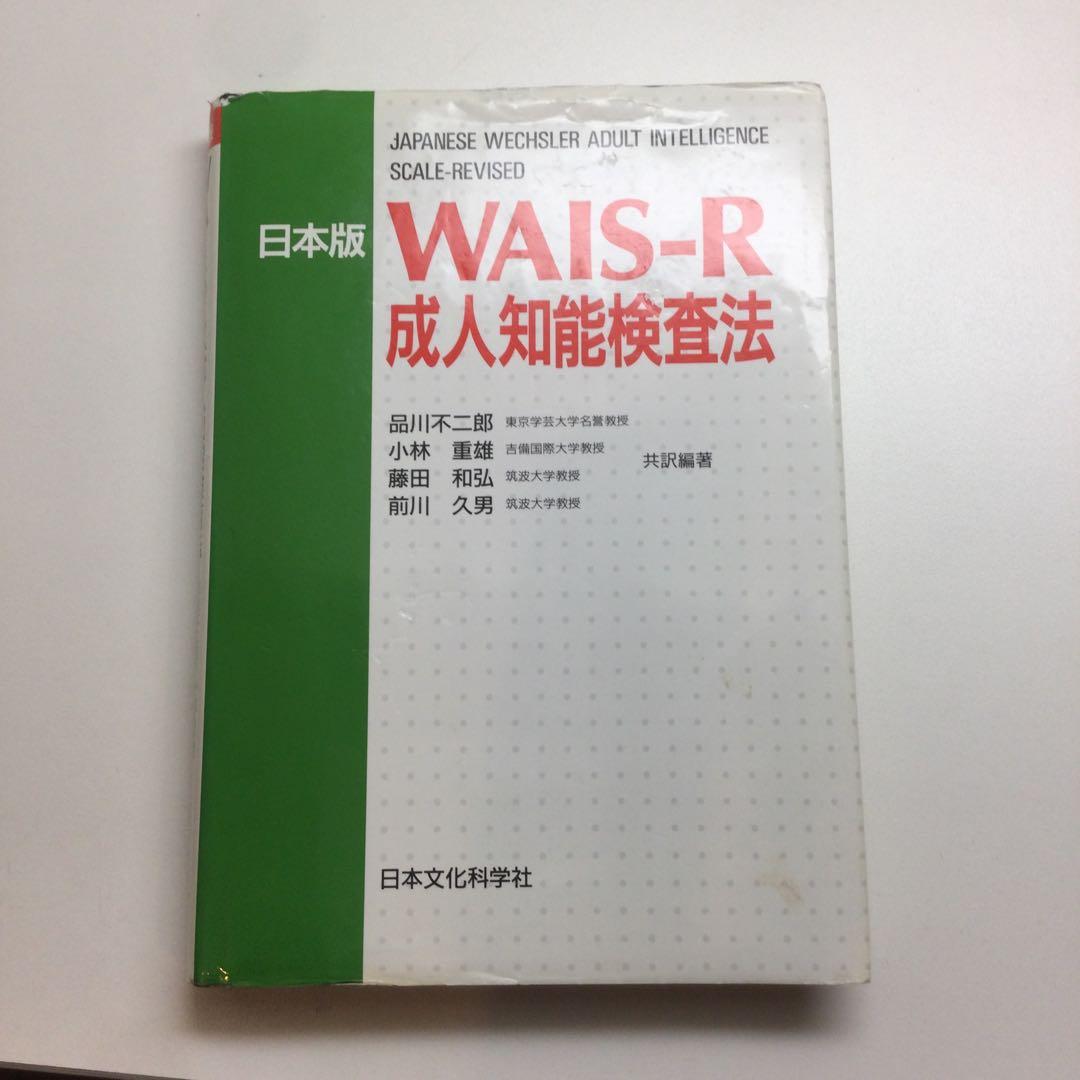 JAPANESE WECHSLER ADULT INTELLIGENCE
SCALE-REVISED
日本版 WAIS-R
成人知能検査法
品川不二郎 東京学芸大学名誉教授
小林 重雄 吉備国際大学教授
藤田 和弘 筑波大学教授
前川 久男 筑波大学教授
共訳編著
日本文化科学社